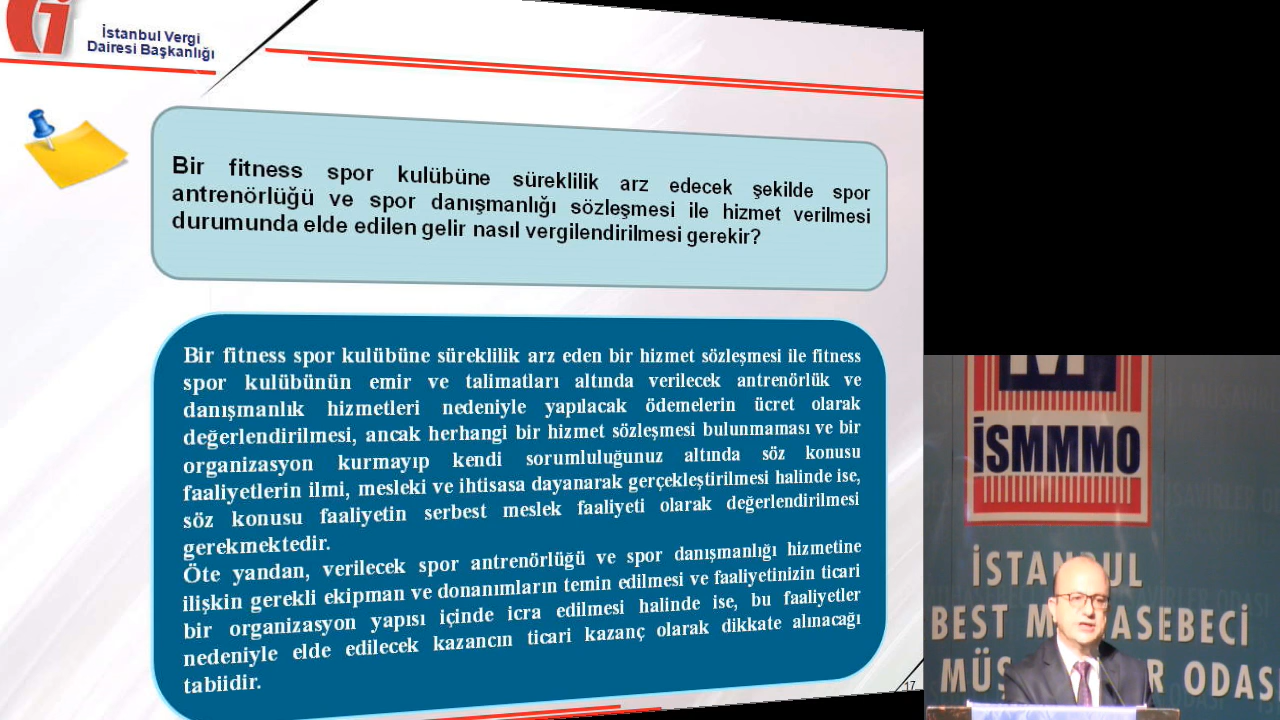 İstanbul Vergi
Dairesi Başkanlığı
Bir fitness spor kulübüne süreklilik arz edecek şekilde spor
antrenörlüğü ve spor danışmanlığı sözleşmesi ile hizmet verilmesi
durumunda elde edilen gelir nasıl vergilendirilmesi gerekir?
Bir fitness spor kulübüne süreklilik arz eden bir hizmet sözleşmesi ile fitness
spor kulübünün emir ve talimatları altında verilecek antrenörlük ve
danışmanlık hizmetleri nedeniyle yapılacak ödemelerin ücret olarak
değerlendirilmesi, ancak herhangi bir hizmet sözleşmesi bulunmaması ve bir
organizasyon kurmayıp kendi sorumluluğunuz altında söz konusu
faaliyetlerin ilmi, mesleki ve ihtisasa dayanarak gerçekleştirilmesi halinde ise,
söz konusu faaliyetin serbest meslek faaliyeti olarak değerlendirilmesi
gerekmektedir.
Öte yandan, verilecek spor antrenörlüğü ve spor danışmanlığı hizmetine
ilişkin gerekli ekipman ve donanımların temin edilmesi ve faaliyetinizin ticari
bir organizasyon yapısı içinde icra edilmesi halinde ise, bu faaliyetler
nedeniyle elde edilecek kazancın ticari kazanç olarak dikkate alınacağı
tabiidir.
17
M
İSMMMO
İSTANBUL
BEST M ASEBECİ
MÜŞ R ODAS